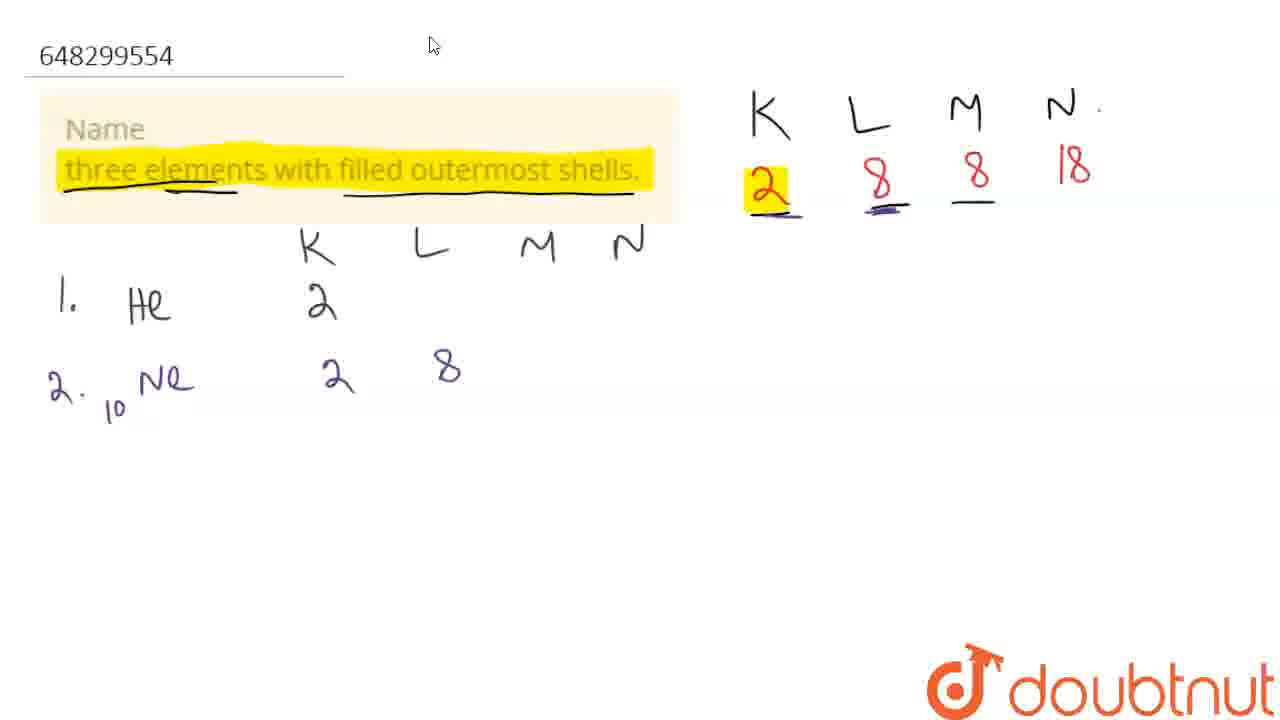 648299554
Name
three elements with filled outermost shells.
K L M N
2 8 8 18
K L M N
1. He 2
2. 10 Ne 2 8
doubtnut